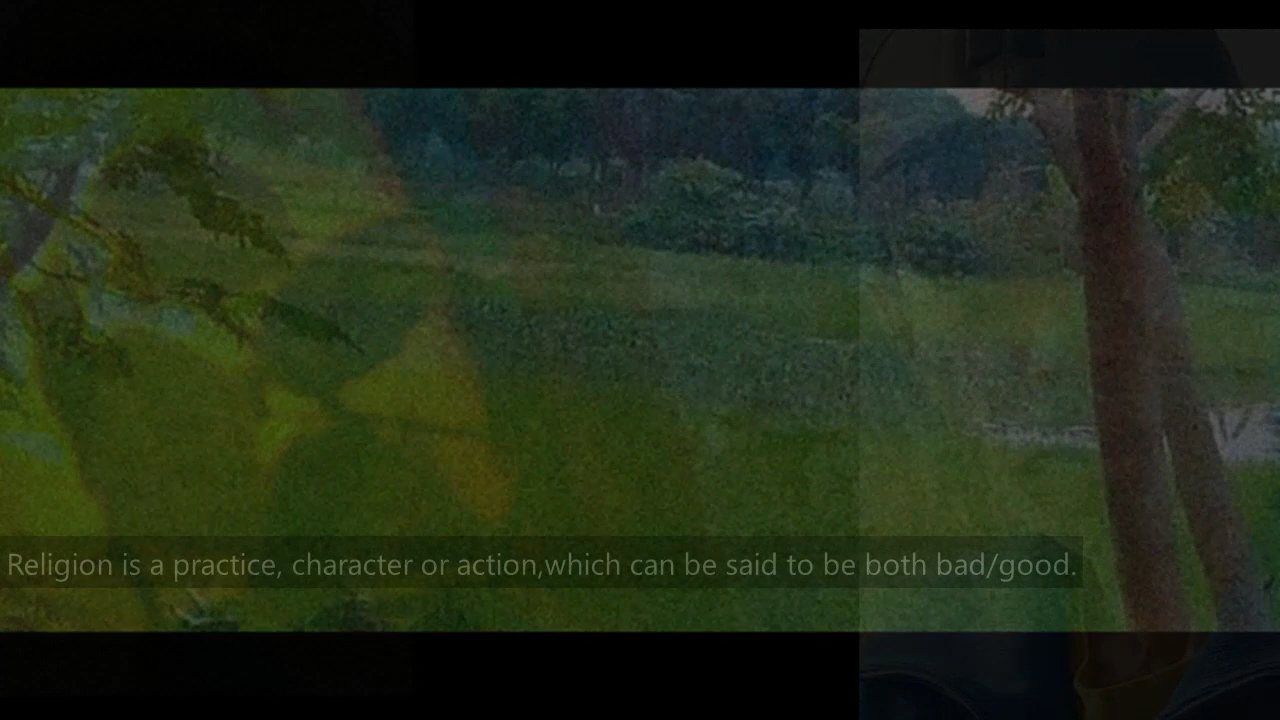 Religion is a practice, character or action,which can be said to be both bad/good.